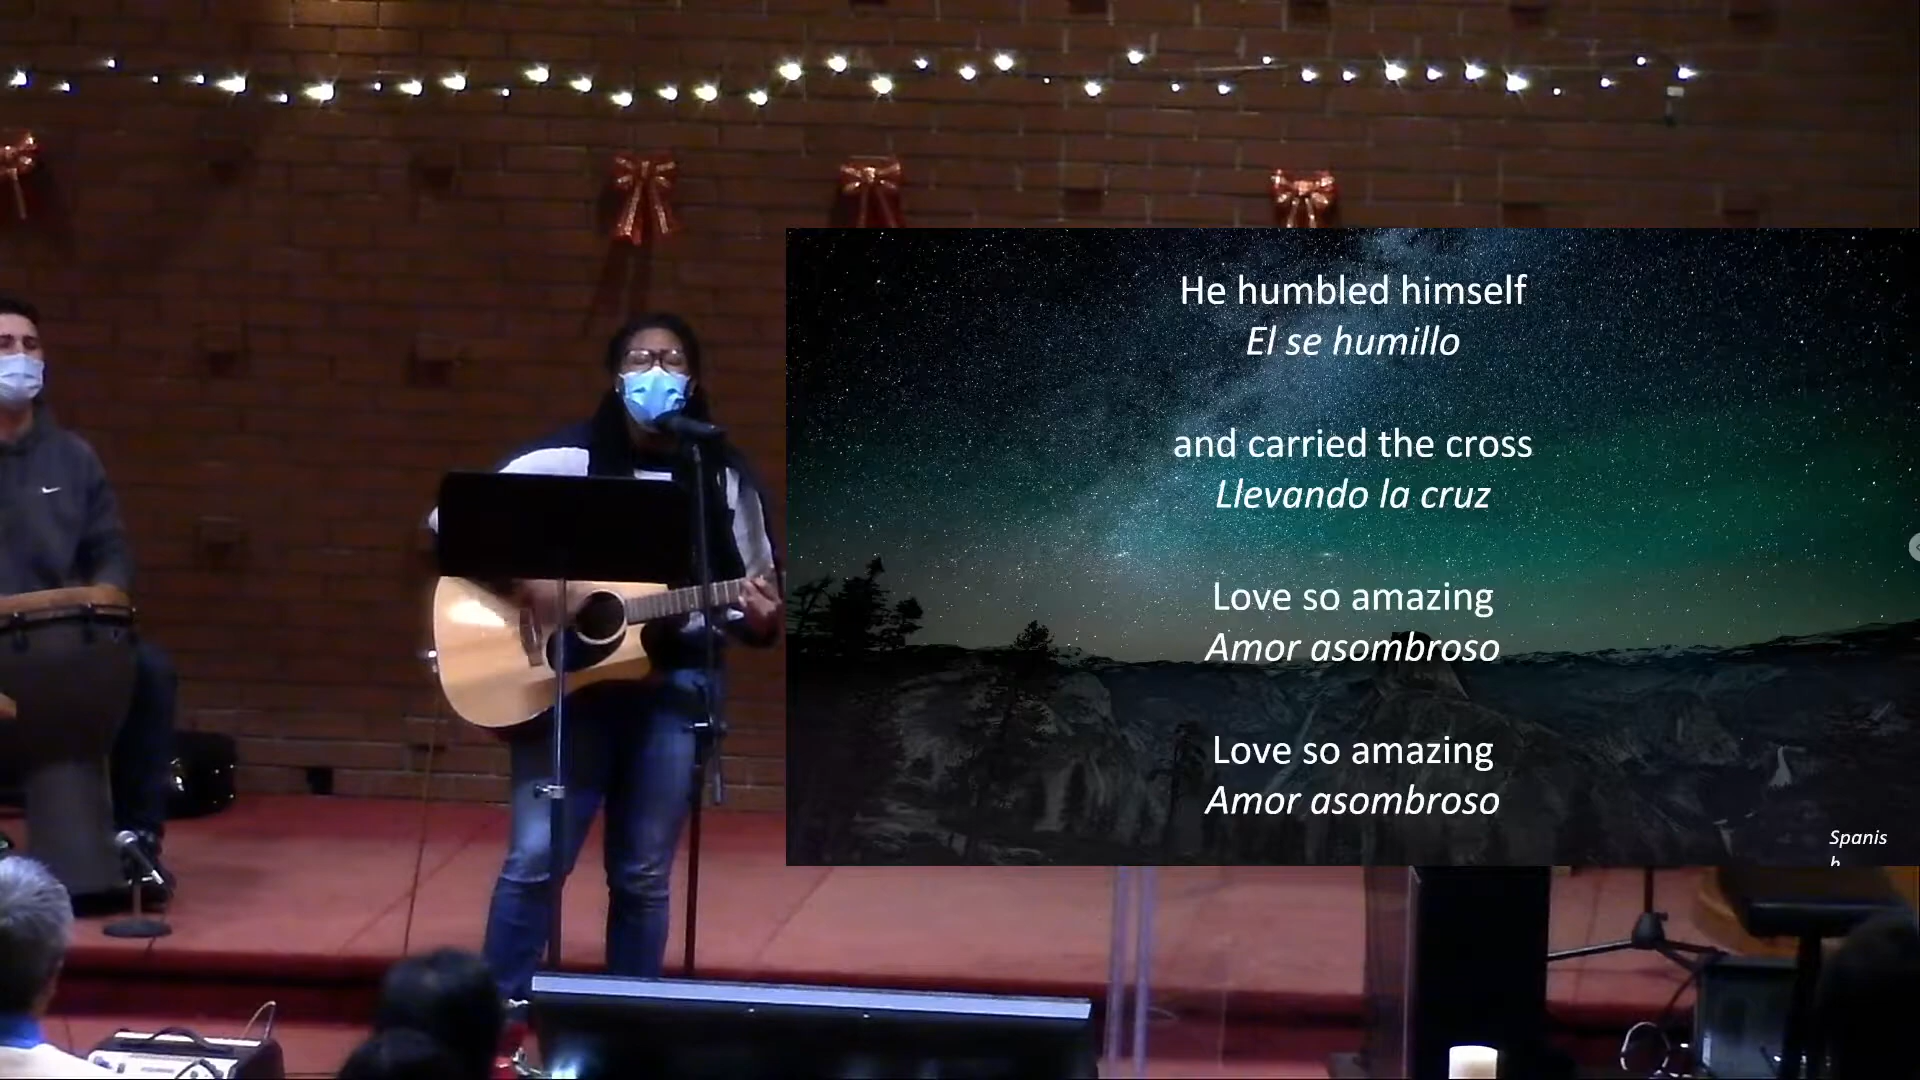 He humbled himself
El se humillo
and carried the cross
Llevando la cruz
Love so amazing
Amor asombroso
Love so amazing
Amor asombroso
Spanis
h